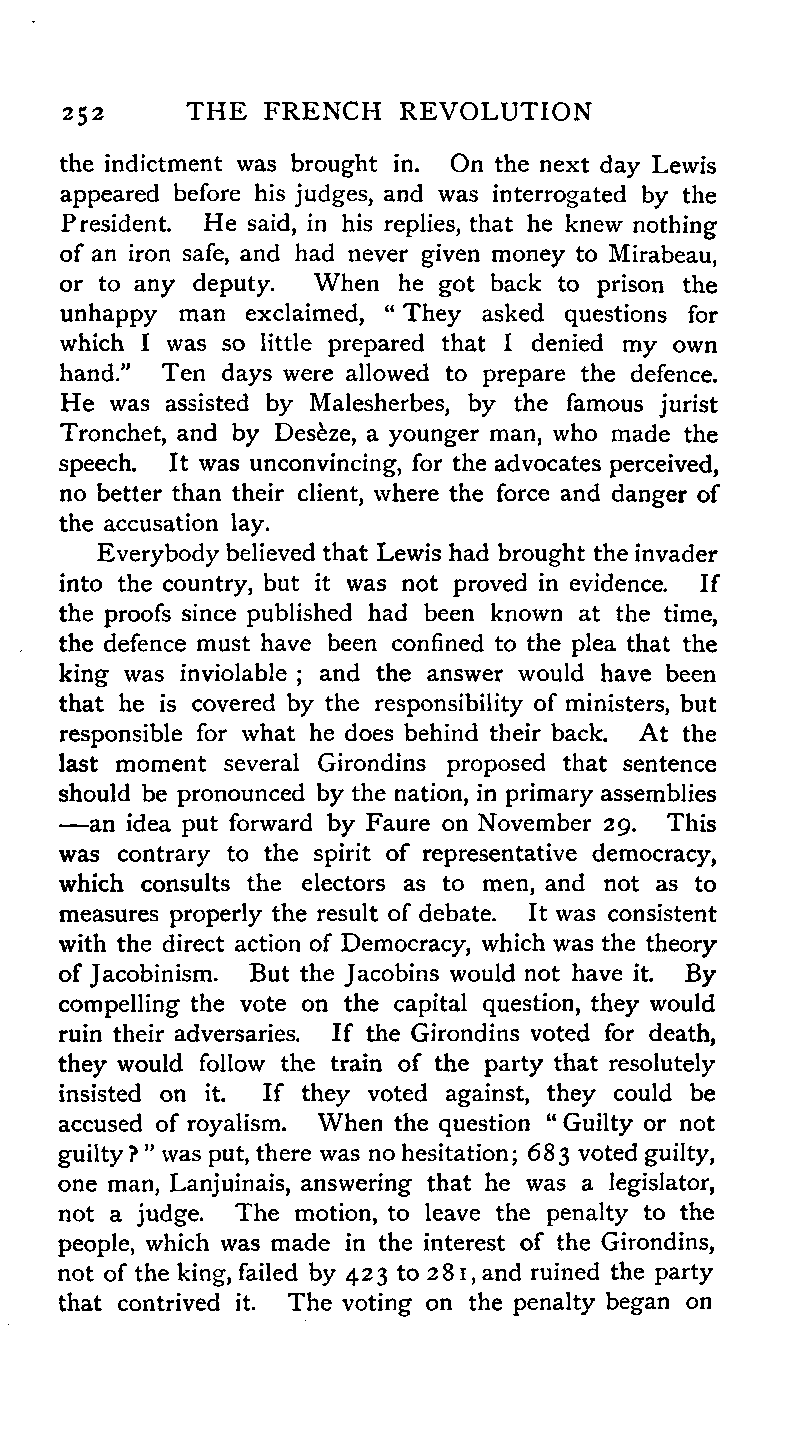 252 THE FRENCH REVOLUTION
the indictment was brought in. On the next day Lewis
appeared before his judges, and was interrogated by the
President. He said, in his replies, that he knew nothing
of an iron safe, and had never given money to Mirabeau,
or to any deputy. When he got back to prison the
unhappy man exclaimed, “ They asked questions for
which I was so little prepared that I denied my own
hand.” Ten days were allowed to prepare the defence.
He was assisted by Malesherbes, by the famous jurist
Tronchet, and by Desèze, a younger man, who made the
speech. It was unconvincing, for the advocates perceived,
no better than their client, where the force and danger of
the accusation lay.
Everybody believed that Lewis had brought the invader
into the country, but it was not proved in evidence. If
the proofs since published had been known at the time,
the defence must have been confined to the plea that the
king was inviolable ; and the answer would have been
that he is covered by the responsibility of ministers, but
responsible for what he does behind their back. At the
last moment several Girondins proposed that sentence
should be pronounced by the nation, in primary assemblies
—an idea put forward by Faure on November 29. This
was contrary to the spirit of representative democracy,
which consults the electors as to men, and not as to
measures properly the result of debate. It was consistent
with the direct action of Democracy, which was the theory
of Jacobinism. But the Jacobins would not have it. By
compelling the vote on the capital question, they would
ruin their adversaries. If the Girondins voted for death,
they would follow the train of the party that resolutely
insisted on it. If they voted against, they could be
accused of royalism. When the question “ Guilty or not
guilty ? ” was put, there was no hesitation ; 683 voted guilty,
one man, Lanjuinais, answering that he was a legislator,
not a judge. The motion, to leave the penalty to the
people, which was made in the interest of the Girondins,
not of the king, failed by 423 to 281, and ruined the party
that contrived it. The voting on the penalty began on